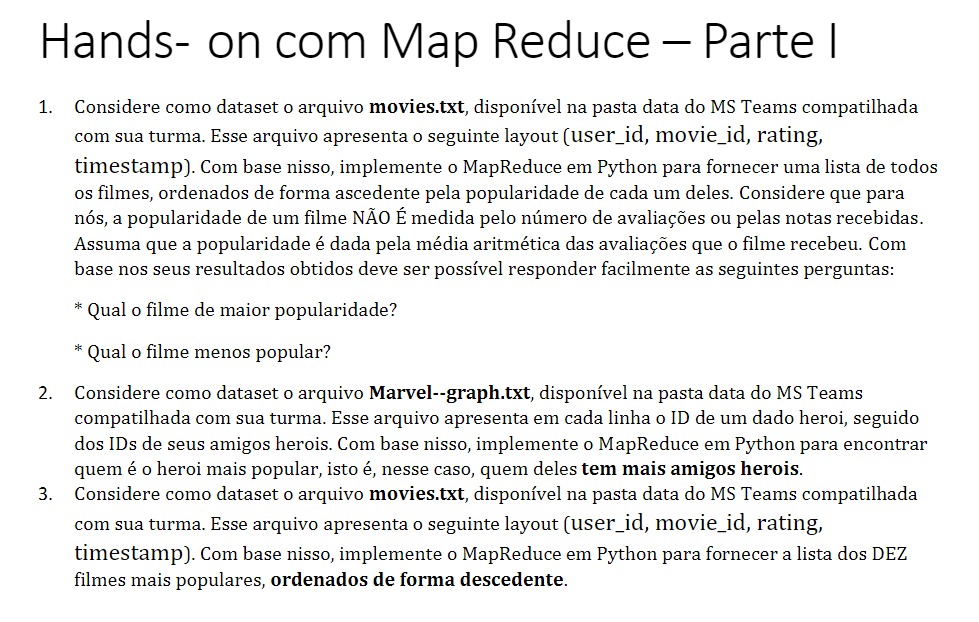 Hands- on com Map Reduce – Parte I
1. Considere como dataset o arquivo movies.txt, disponível na pasta data do MS Teams compatilhada
com sua turma. Esse arquivo apresenta o seguinte layout (user_id, movie_id, rating,
timestamp). Com base nisso, implemente o MapReduce em Python para fornecer uma lista de todos
os filmes, ordenados de forma ascedente pela popularidade de cada um deles. Considere que para
nós, a popularidade de um filme NÃO É medida pelo número de avaliações ou pelas notas recebidas.
Assuma que a popularidade é dada pela média aritmética das avaliações que o filme recebeu. Com
base nos seus resultados obtidos deve ser possível responder facilmente as seguintes perguntas:
* Qual o filme de maior popularidade?
* Qual o filme menos popular?
2. Considere como dataset o arquivo Marvel--graph.txt, disponível na pasta data do MS Teams
compatilhada com sua turma. Esse arquivo apresenta em cada linha o ID de um dado heroi, seguido
dos IDs de seus amigos herois. Com base nisso, implemente o MapReduce em Python para encontrar
quem é o heroi mais popular, isto é, nesse caso, quem deles tem mais amigos herois.
3. Considere como dataset o arquivo movies.txt, disponível na pasta data do MS Teams compatilhada
com sua turma. Esse arquivo apresenta o seguinte layout (user_id, movie_id, rating,
timestamp). Com base nisso, implemente o MapReduce em Python para fornecer a lista dos DEZ
filmes mais populares, ordenados de forma descedente.